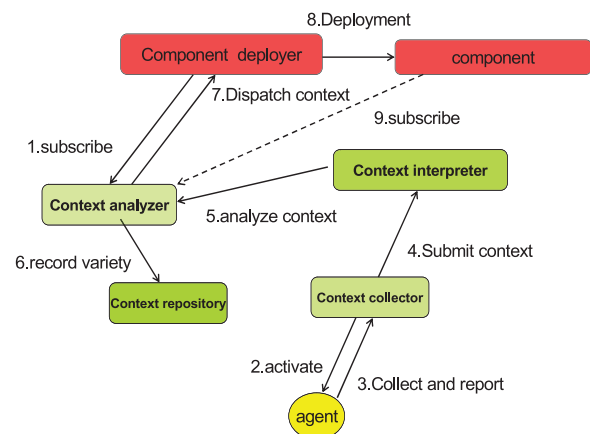 8.Deployment
Component deployer
component
7.Dispatch context
9.subscribe
1.subscribe
Context interpreter
Context analyzer
5.analyze context
4.Submit context
6.record variety
Context repository
Context collector
2.activate
3.Collect and report
agent